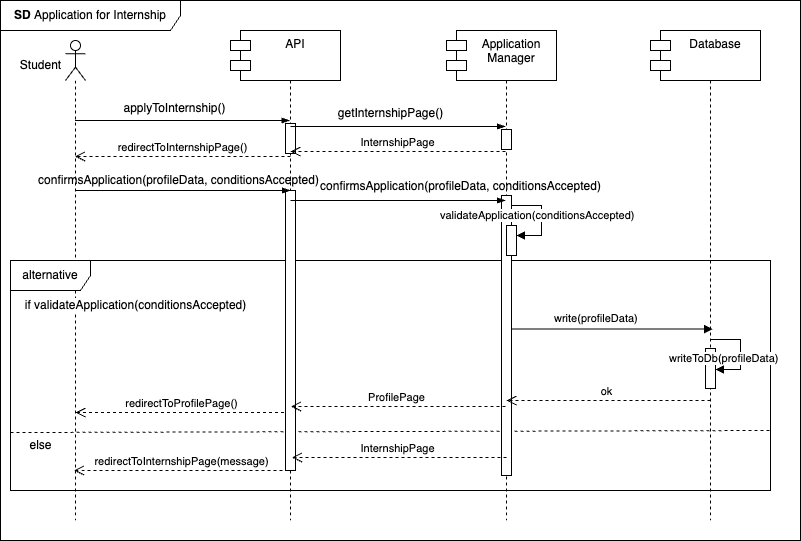 SD Application for Internship
Student
API
Application
Manager
Database
applyToInternship()
getInternshipPage()
redirectToInternshipPage()
InternshipPage
confirmsApplication(profileData, conditionsAccepted)
confirmsApplication(profileData, conditionsAccepted)
validateApplication(conditionsAccepted)
alternative
if validateApplication(conditionsAccepted)
write(profileData)
writeToDb(profileData)
ok
ProfilePage
redirectToProfilePage()
else
InternshipPage
redirectToInternshipPage(message)